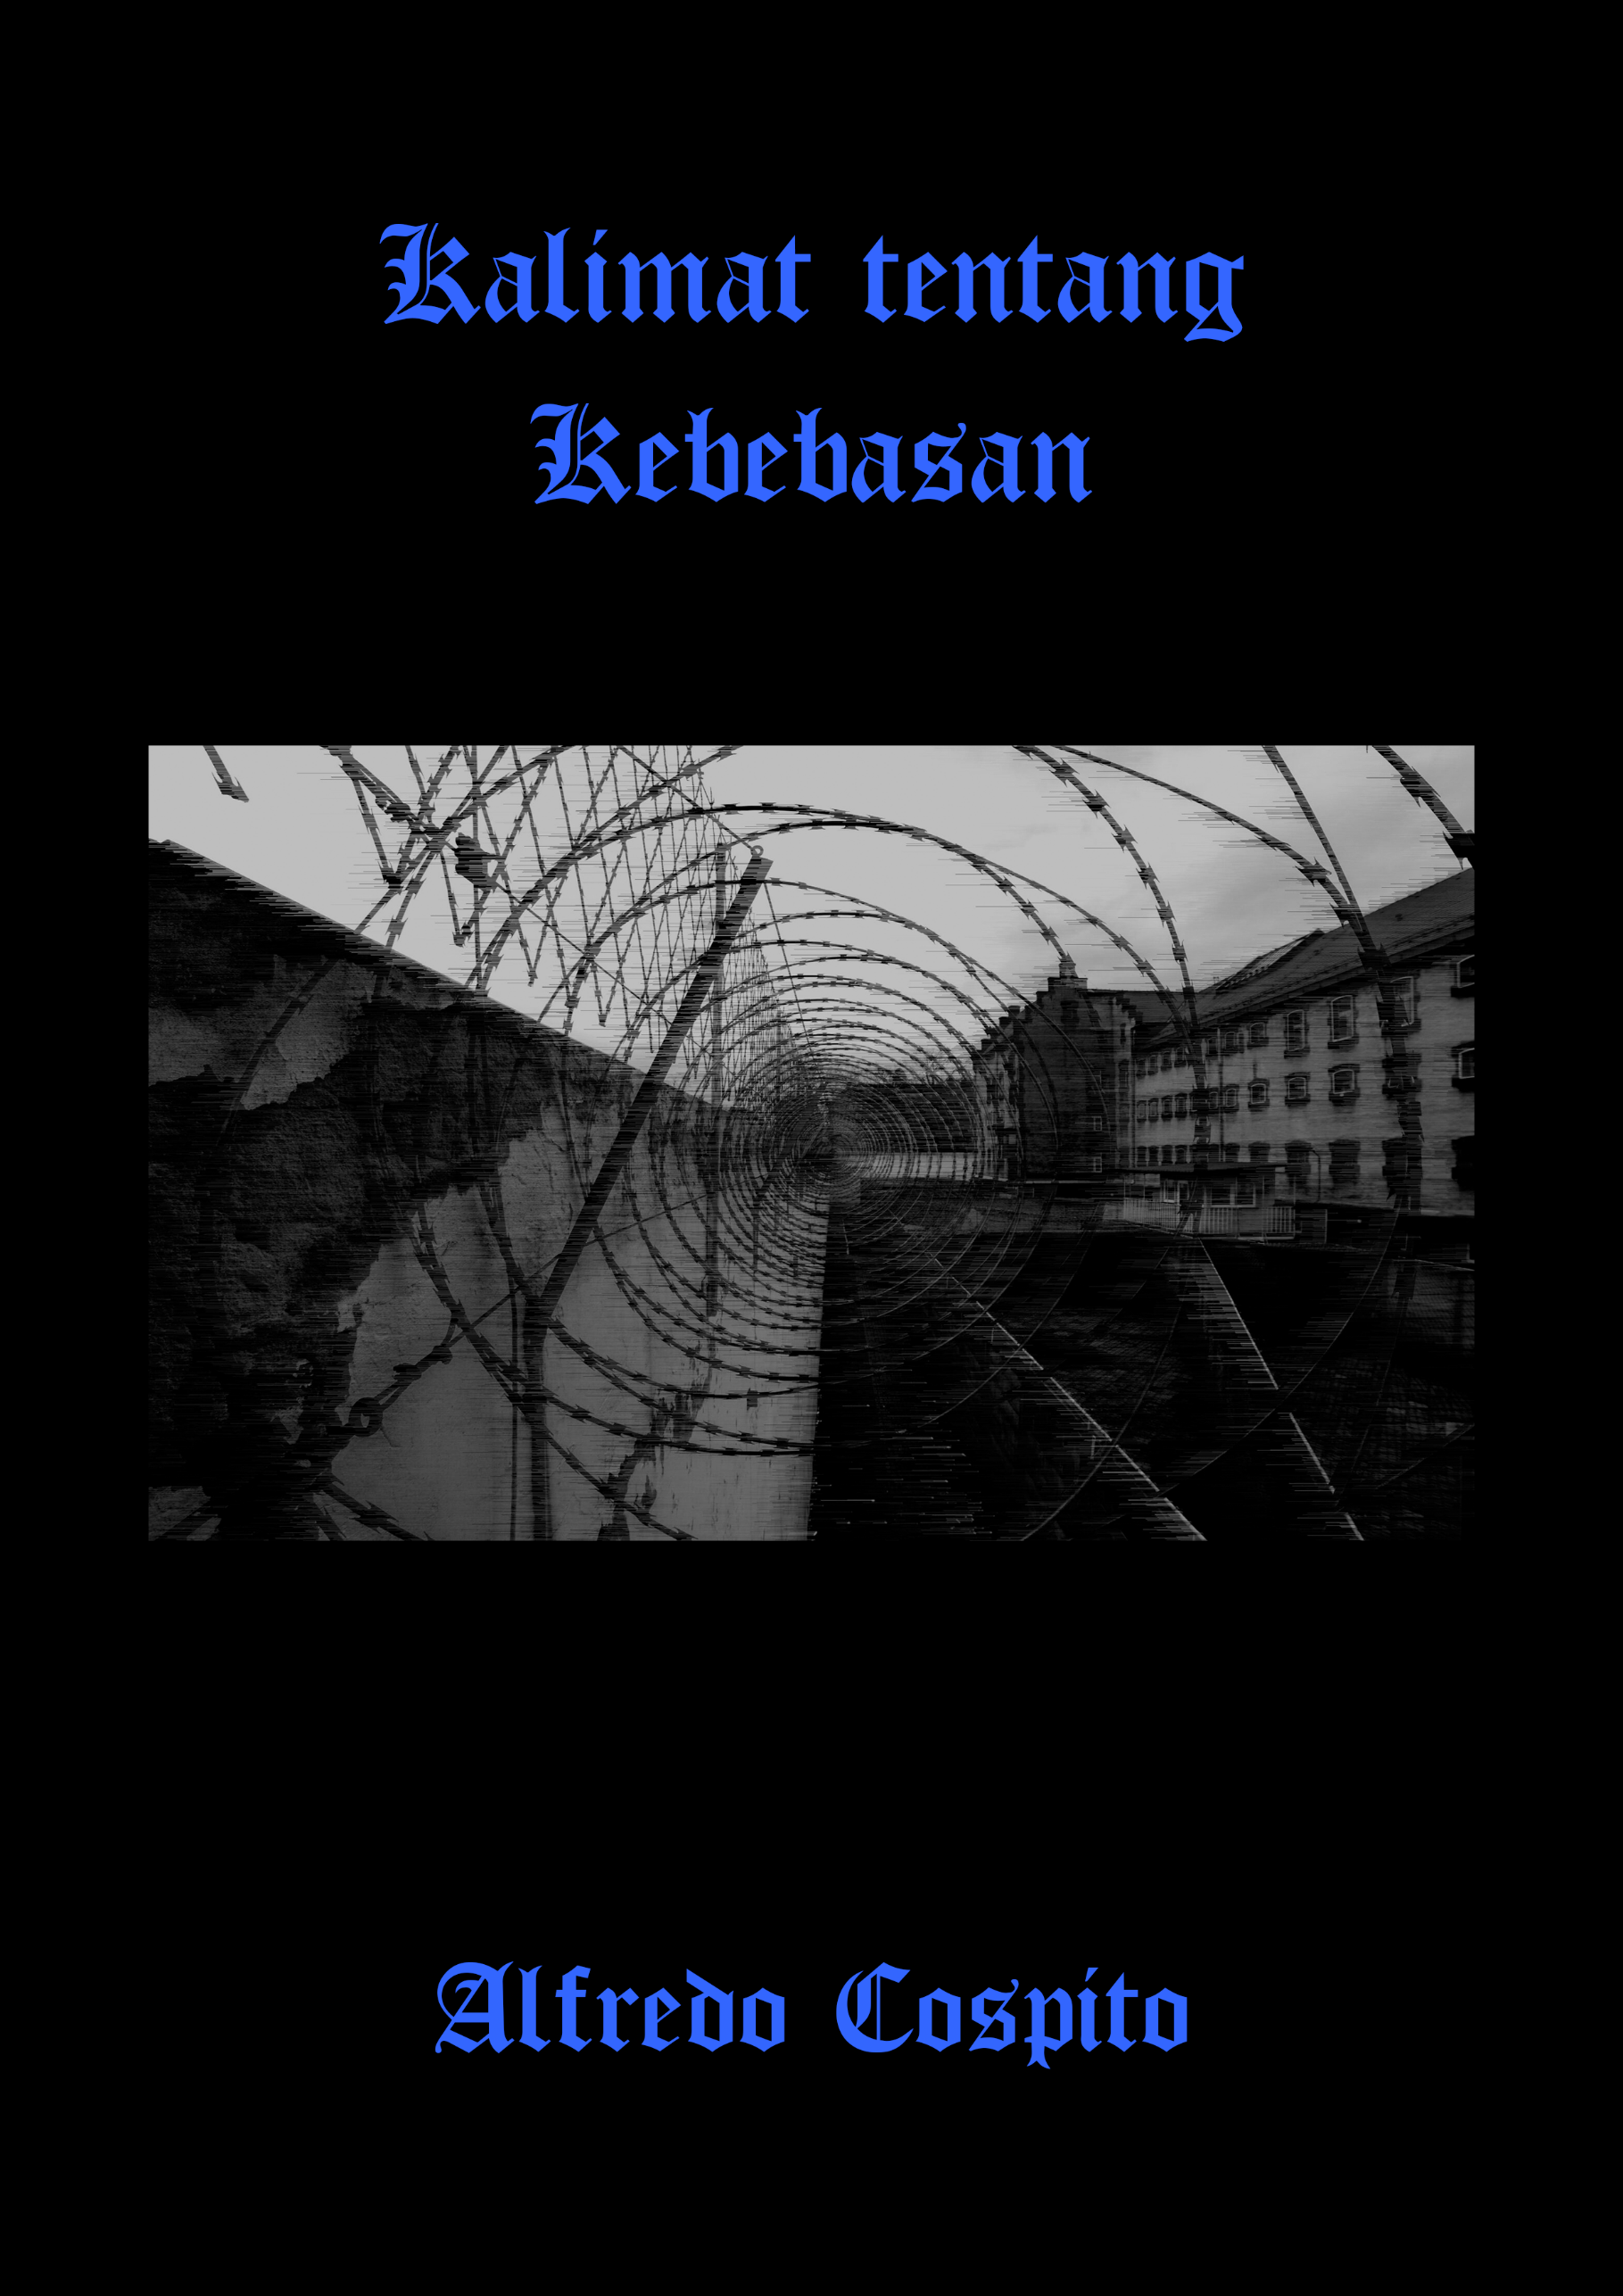 Kalimat tentang
Kebebasan
Alfredo Cospito